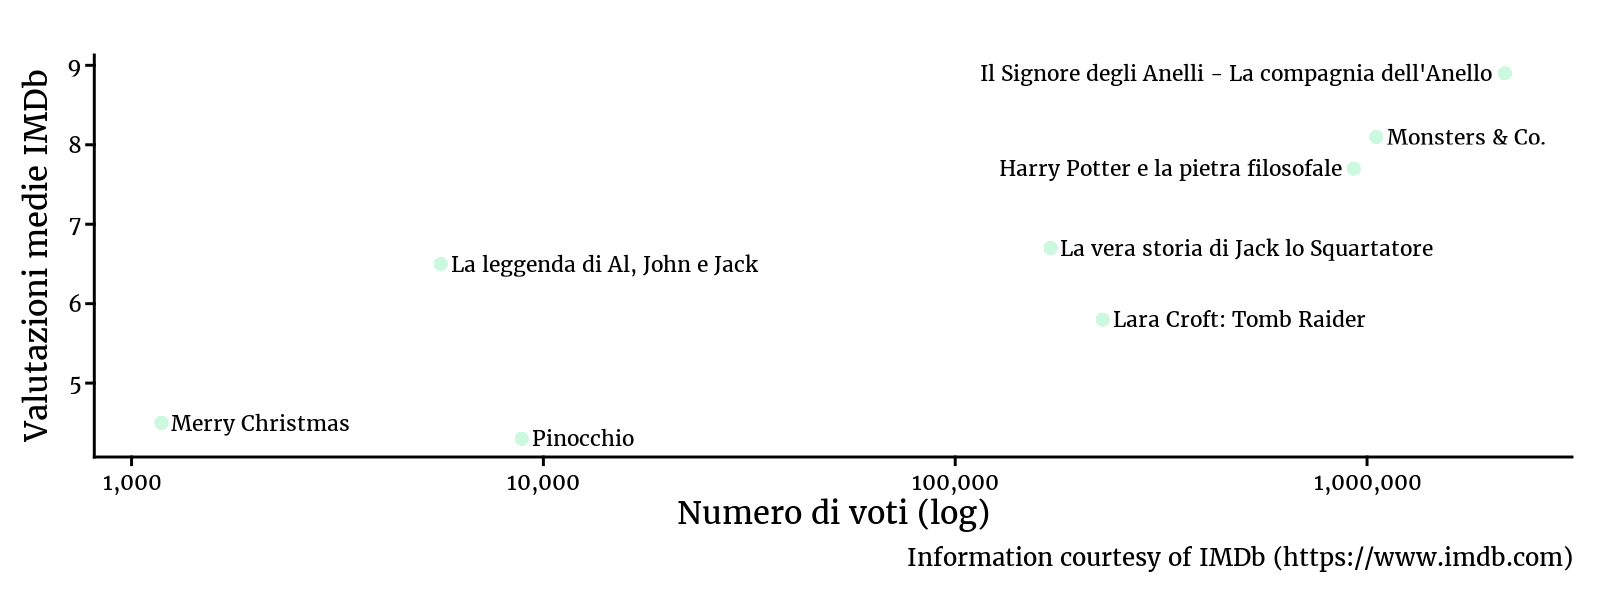 Valutazioni medie IMDb
9
8
7
6
5
Il Signore degli Anelli - La compagnia dell'Anello
Monsters & Co.
Harry Potter e la pietra filosofale
La vera storia di Jack lo Squartatore
La leggenda di Al, John e Jack
Lara Croft: Tomb Raider
Merry Christmas
Pinocchio
1,000
10,000
100,000
1,000,000
Numero di voti (log)
Information courtesy of IMDb (https://www.imdb.com)